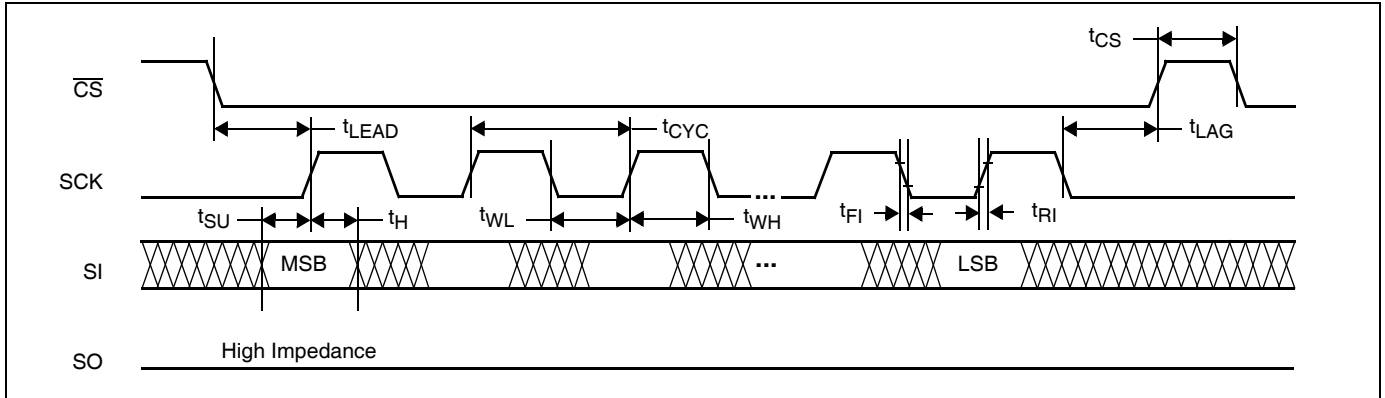 tCS
CS
tLEAD
tCYC
tLAG
SCK
...
tSU
tH
tWL
tWH
tFI
tRI
SI
MSB
...
LSB
High Impedance
SO